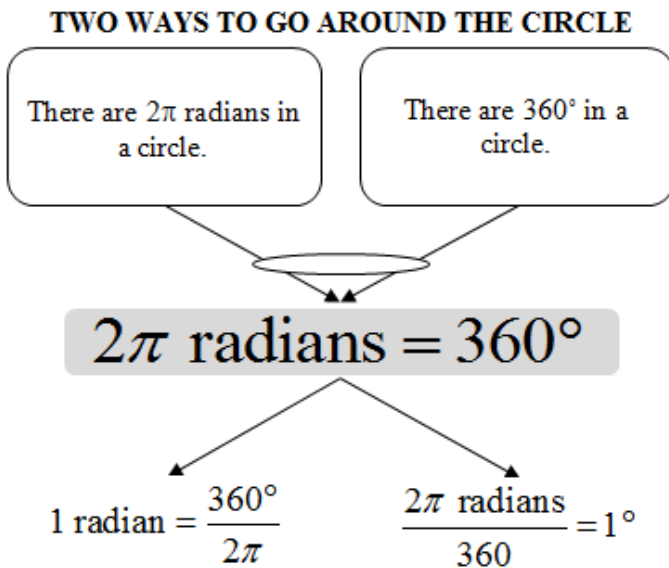 TWO WAYS TO GO AROUND THE CIRCLE
There are 2π radians in
a circle.
There are 360° in a
circle.
2π radians = 360°
1 radian = 360° / 2π
2π radians / 360 = 1°